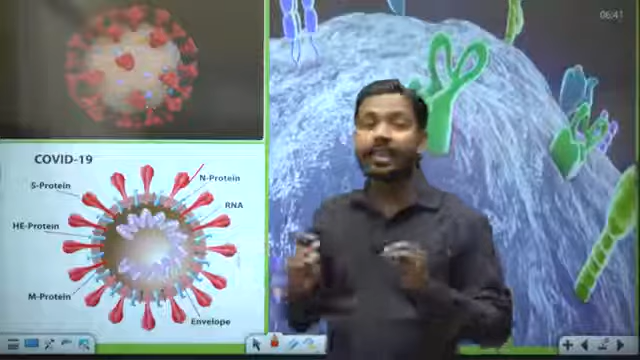 06:41
COVID-19
N-Protein
S-Protein
RNA
HE-Protein
M-Protein
Envelope